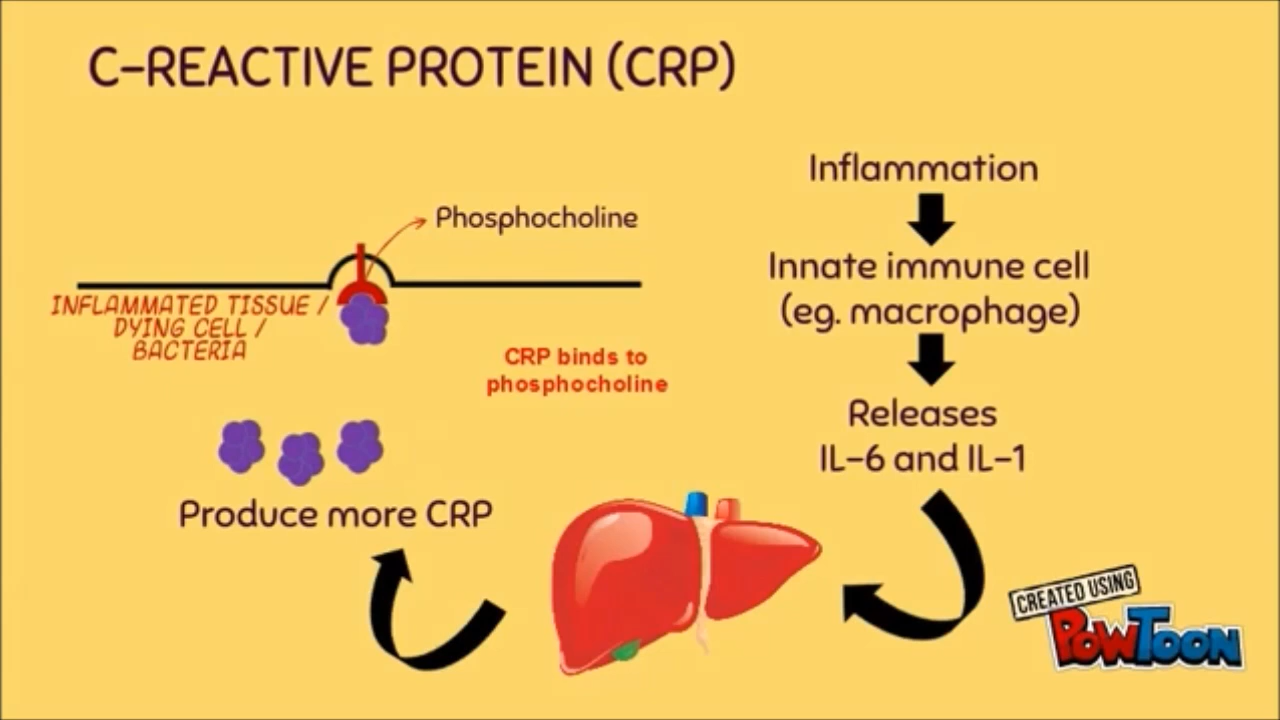 C-REACTIVE PROTEIN (CRP)
Phosphocholine
INFLAMMATED TISSUE /
DYING CELL /
BACTERIA
CRP binds to
phosphocholine
Produce more CRP
Inflammation
Innate immune cell
(eg. macrophage)
Releases
IL-6 and IL-1
CREATED USING
POWTOON